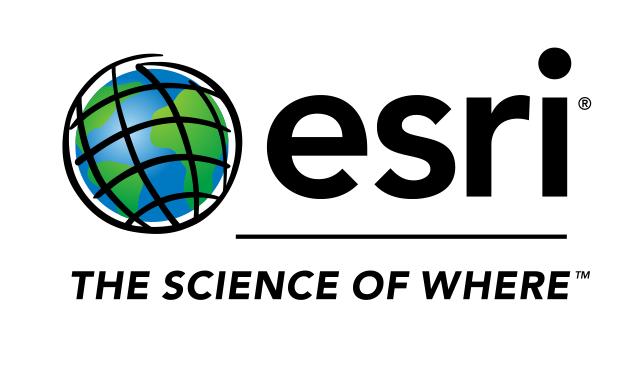 esri®
THE SCIENCE OF WHERE™